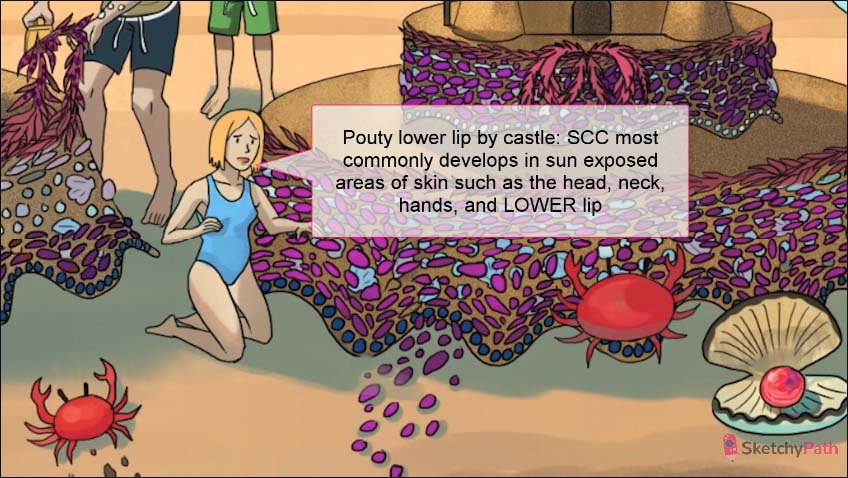 Pouty lower lip by castle: SCC most
commonly develops in sun exposed
areas of skin such as the head, neck,
hands, and LOWER lip
SketchyPath